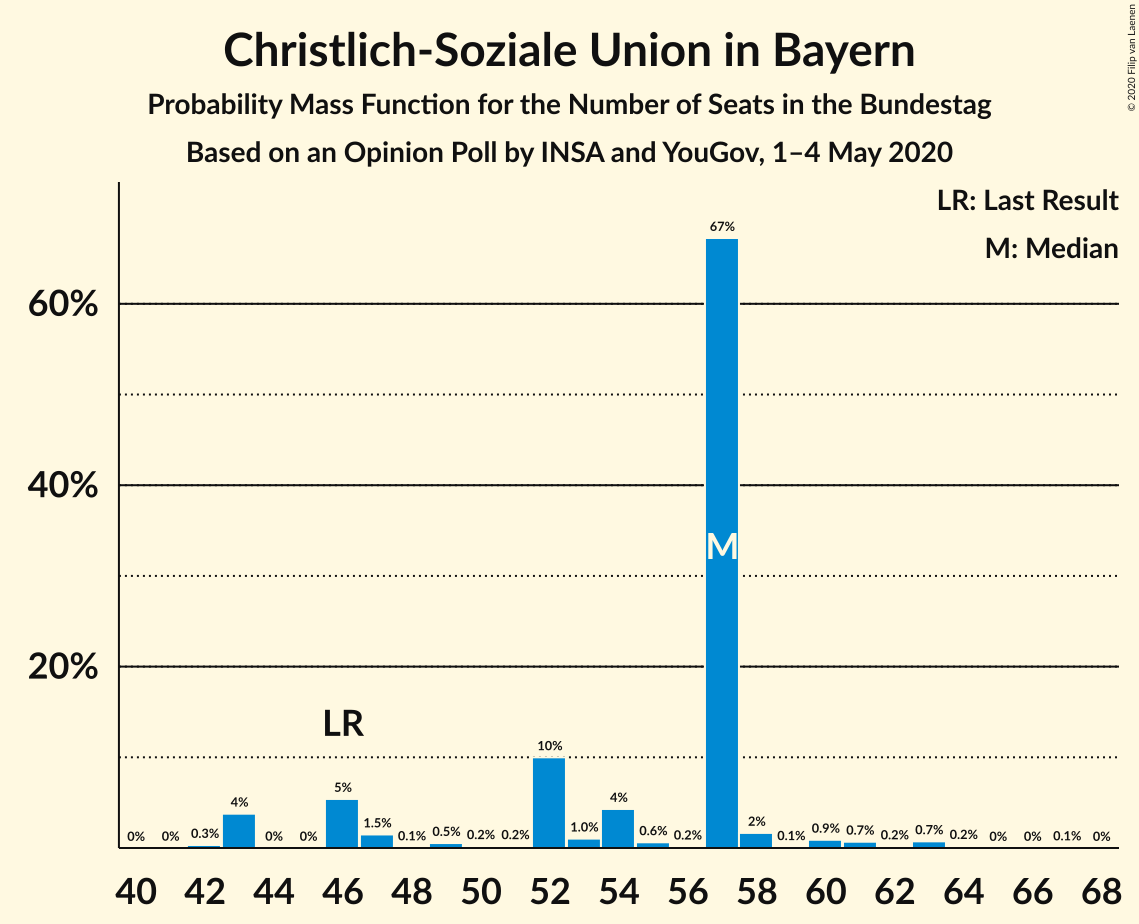 Christlich-Soziale Union in Bayern
Probability Mass Function for the Number of Seats in the Bundestag
Based on an Opinion Poll by INSA and YouGov, 1–4 May 2020
© 2020 Filip van Laenen
LR: Last Result
M: Median
67%
60%
40%
M
20%
LR
10%
5%
4%
4%
0% 0% 0.3% 0% 0% 1.5% 0.1% 0.5% 0.2% 0.2% 1.0% 0.6% 0.2% 2% 0.1% 0.9% 0.7% 0.2% 0.7% 0.2% 0% 0% 0.1% 0%
40 42 44 46 48 50 52 54 56 58 60 62 64 66 68